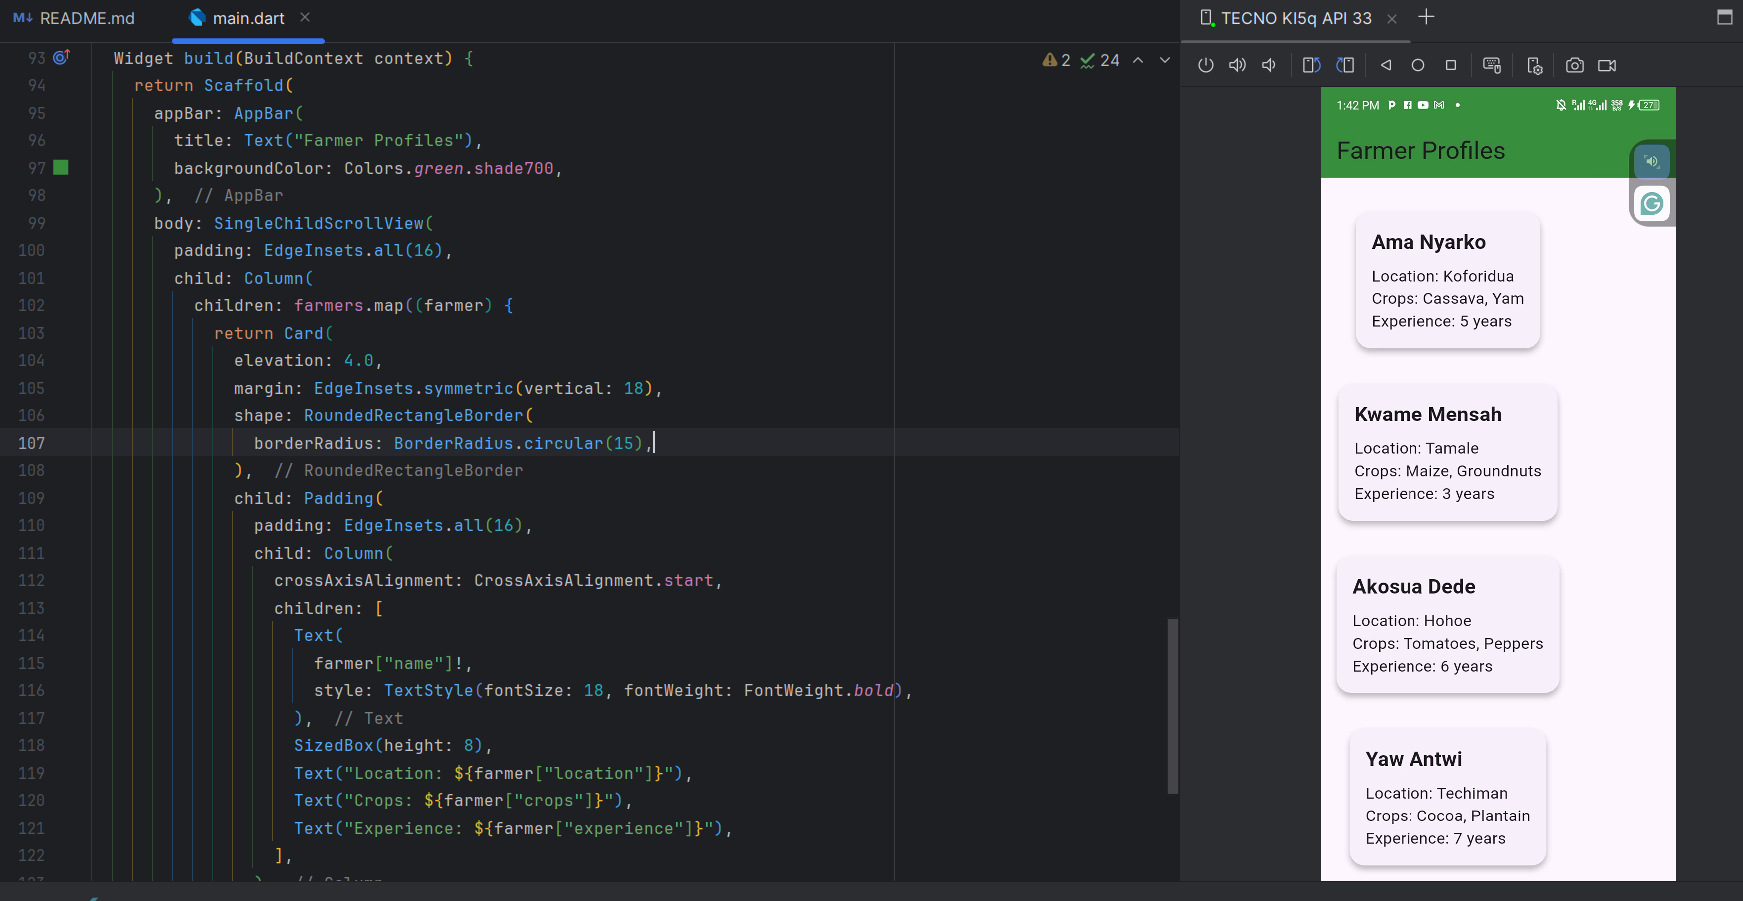 M↓ README.md
main.dart
TECNO KI5q API 33
93 Widget build(BuildContext context) {
2 24
94 return Scaffold(
95 appBar: AppBar(
96 title: Text("Farmer Profiles"),
97 backgroundColor: Colors.green.shade700,
98 ), // AppBar
99 body: SingleChildScrollView(
100 padding: EdgeInsets.all(16),
101 child: Column(
102 children: farmers.map((farmer) {
103 return Card(
104 elevation: 4.0,
105 margin: EdgeInsets.symmetric(vertical: 18),
106 shape: RoundedRectangleBorder(
107 borderRadius: BorderRadius.circular(15),
108 ), // RoundedRectangleBorder
109 child: Padding(
110 padding: EdgeInsets.all(16),
111 child: Column(
112 crossAxisAlignment: CrossAxisAlignment.start,
113 children: [
114 Text(
115 farmer["name"]!,
116 style: TextStyle(fontSize: 18, fontWeight: FontWeight.bold),
117 ), // Text
118 SizedBox(height: 8),
119 Text("Location: ${farmer["location"]}"),
120 Text("Crops: ${farmer["crops"]}"),
121 Text("Experience: ${farmer["experience"]}"),
122 ],
1:42 PM
4G
27
Farmer Profiles
Ama Nyarko
Location: Koforidua
Crops: Cassava, Yam
Experience: 5 years
Kwame Mensah
Location: Tamale
Crops: Maize, Groundnuts
Experience: 3 years
Akosua Dede
Location: Hohoe
Crops: Tomatoes, Peppers
Experience: 6 years
Yaw Antwi
Location: Techiman
Crops: Cocoa, Plantain
Experience: 7 years